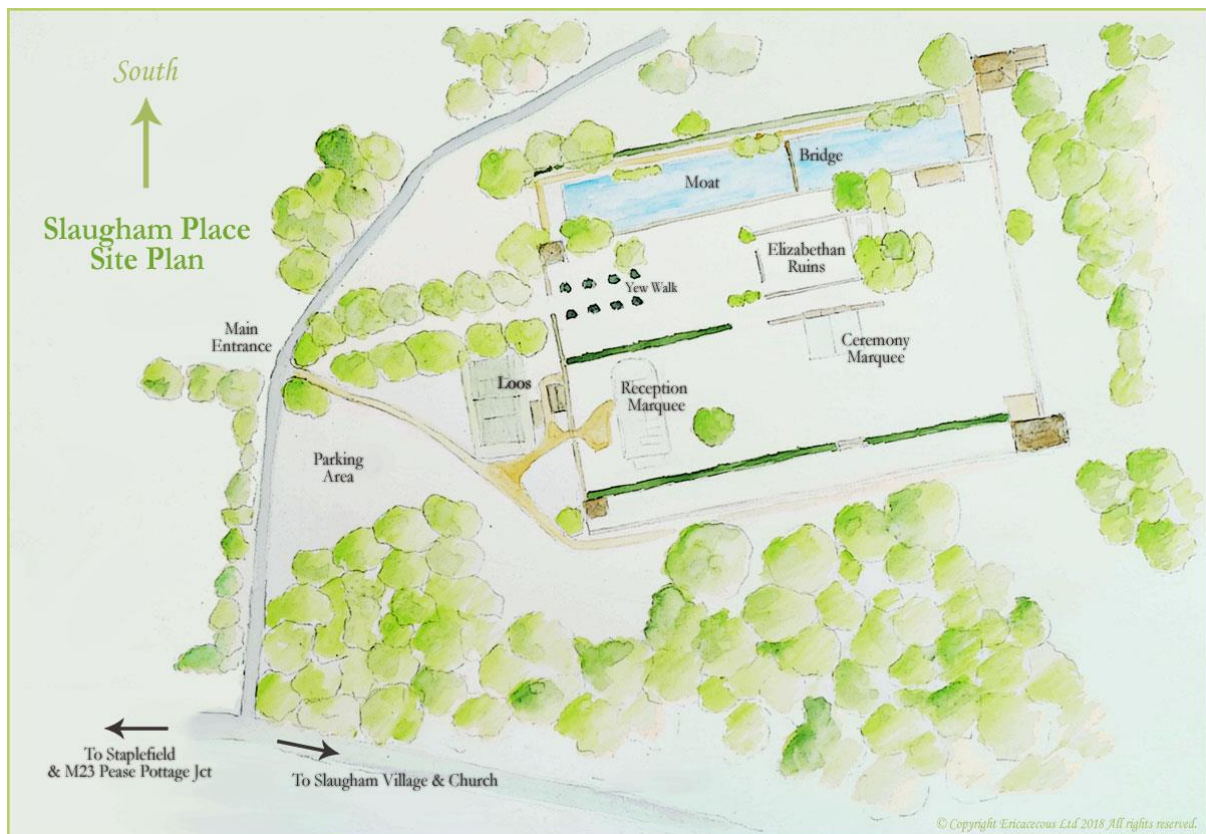 South
Slaugham Place
Site Plan
Moat
Bridge
Elizabethan
Ruins
Yew Walk
Main
Entrance
Ceremony
Marquee
Loos
Reception
Marquee
Parking
Area
To Staplefield
& M23 Pease Pottage Jct
To Slaugham Village & Church
© Copyright Ericacecous Ltd 2018 All rights reserved.